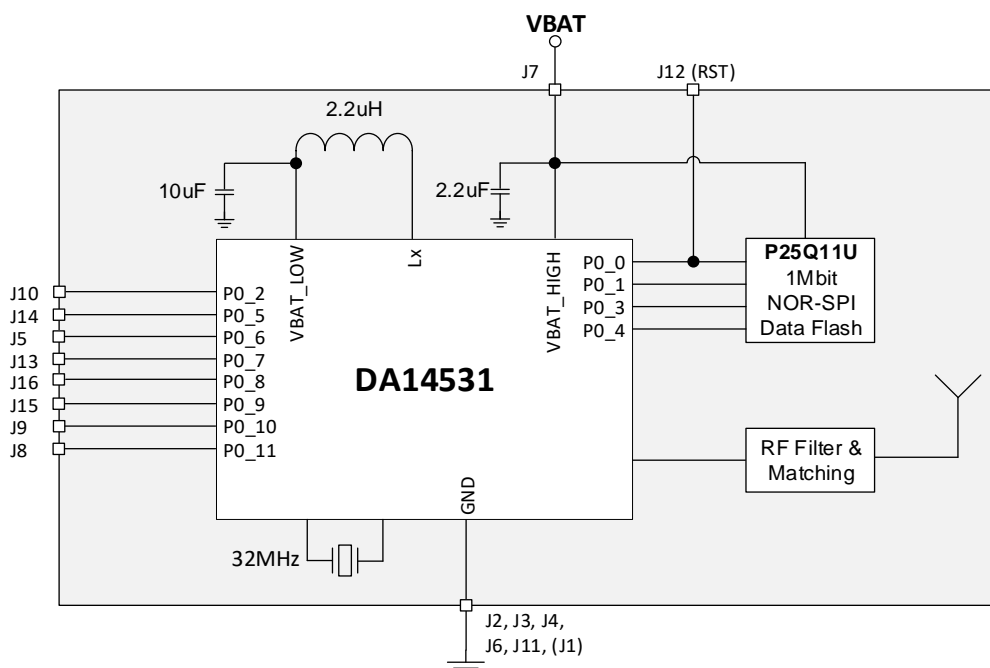 VBAT
J7
J12 (RST)
2.2uH
10uF
2.2uF
VBAT_LOW
Lx
VBAT_HIGH
P0_0
P0_1
P0_3
P0_4
P25Q11U
1Mbit
NOR-SPI
Data Flash
J10
J14
J5
J13
J16
J15
J9
J8
P0_2
P0_5
P0_6
P0_7
P0_8
P0_9
P0_10
P0_11
DA14531
RF Filter &
Matching
GND
32MHz
J2, J3, J4,
J6, J11, (J1)